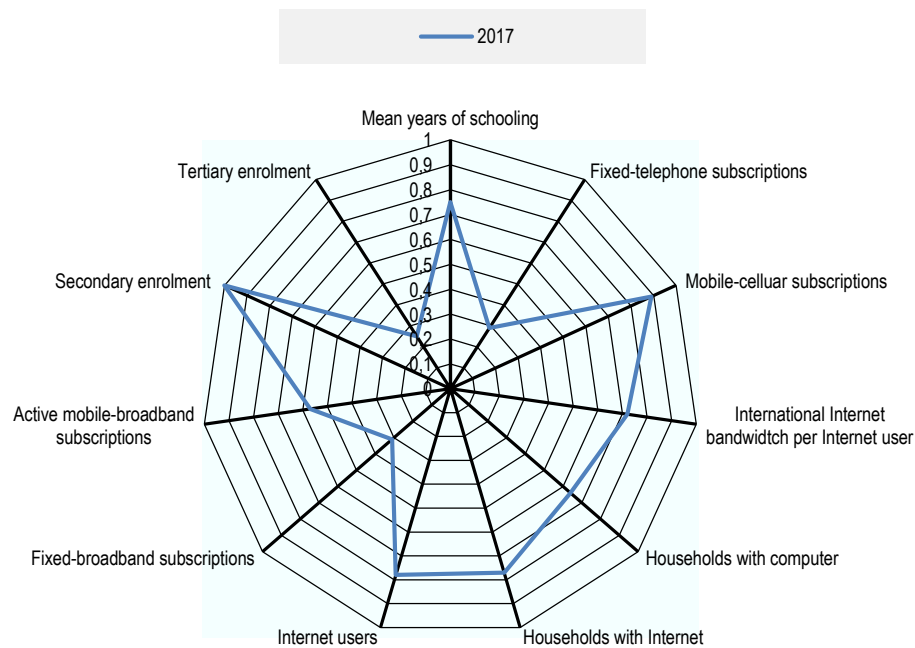 2017
Mean years of schooling
1
0,9
0,8
0,7
0,6
0,5
0,4
0,3
0,2
0,1
0
Fixed-telephone subscriptions
Mobile-celluar subscriptions
International Internet
bandwidtch per Internet user
Households with computer
Households with Internet
Internet users
Fixed-broadband subscriptions
Active mobile-broadband
subscriptions
Secondary enrolment
Tertiary enrolment